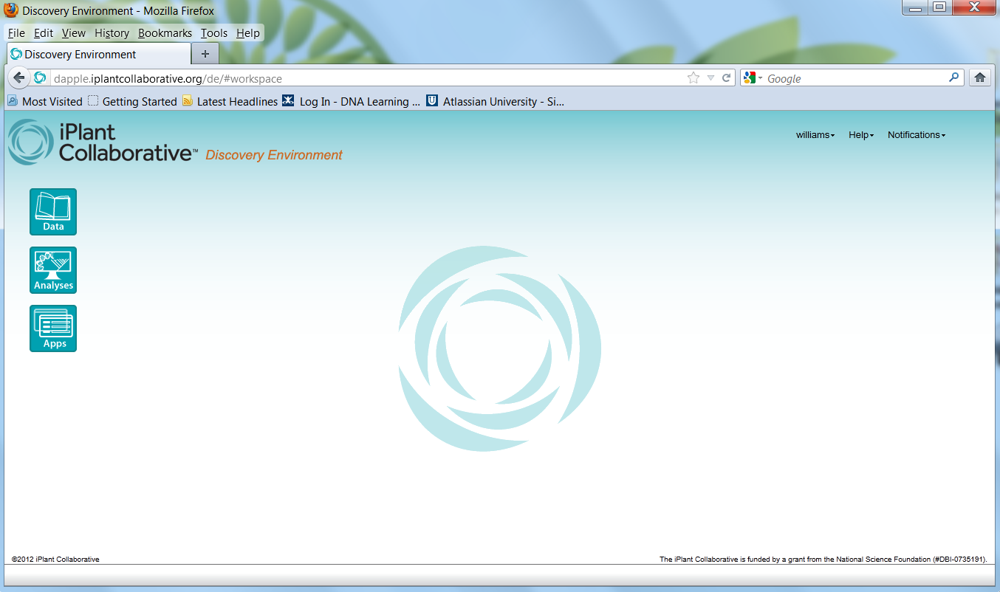 Discovery Environment - Mozilla Firefox
File Edit View History Bookmarks Tools Help
Discovery Environment
dapple.iplantcollaborative.org/de/#workspace
Google
Most Visited Getting Started Latest Headlines Log In - DNA Learning ... Atlassian University - Si...
iPlant
Collaborative™ Discovery Environment
williams Help Notifications
Data
Analyses
Apps
©2012 iPlant Collaborative
The iPlant Collaborative is funded by a grant from the National Science Foundation (#DBI-0735191).